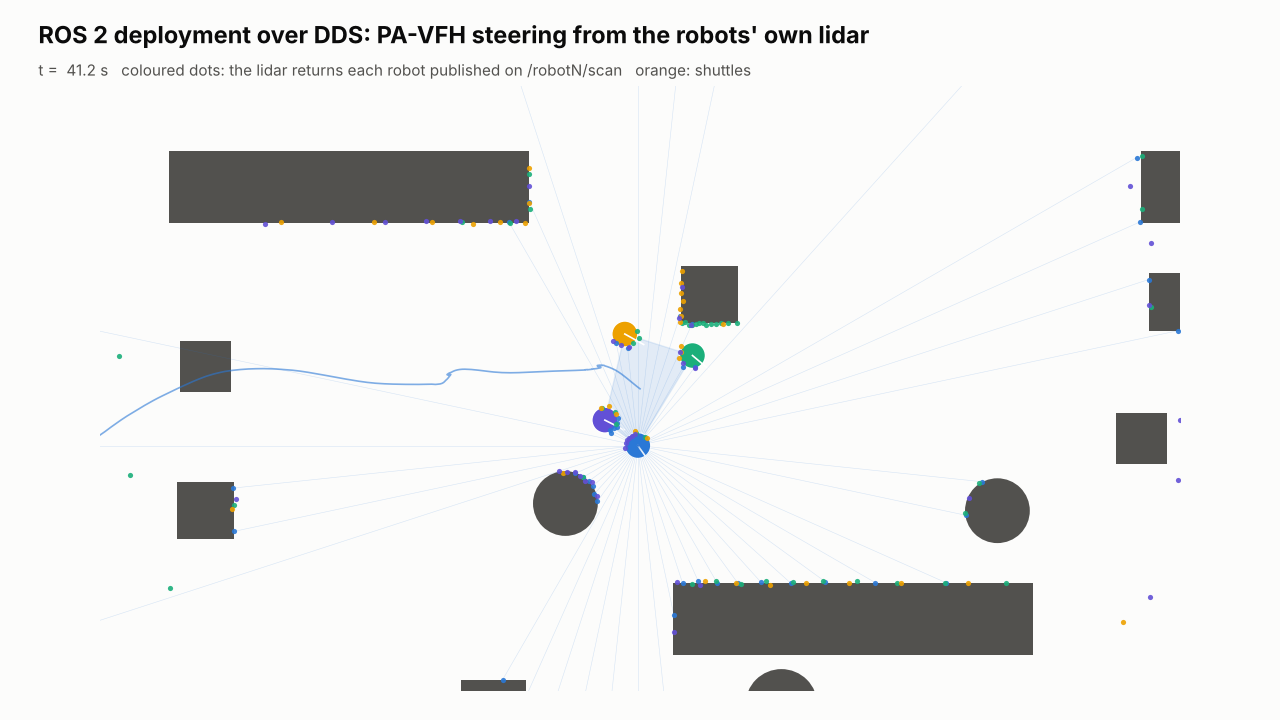 ROS 2 deployment over DDS: PA-VFH steering from the robots' own lidar
t =  41.2 s   coloured dots: the lidar returns each robot published on /robotN/scan   orange: shuttles